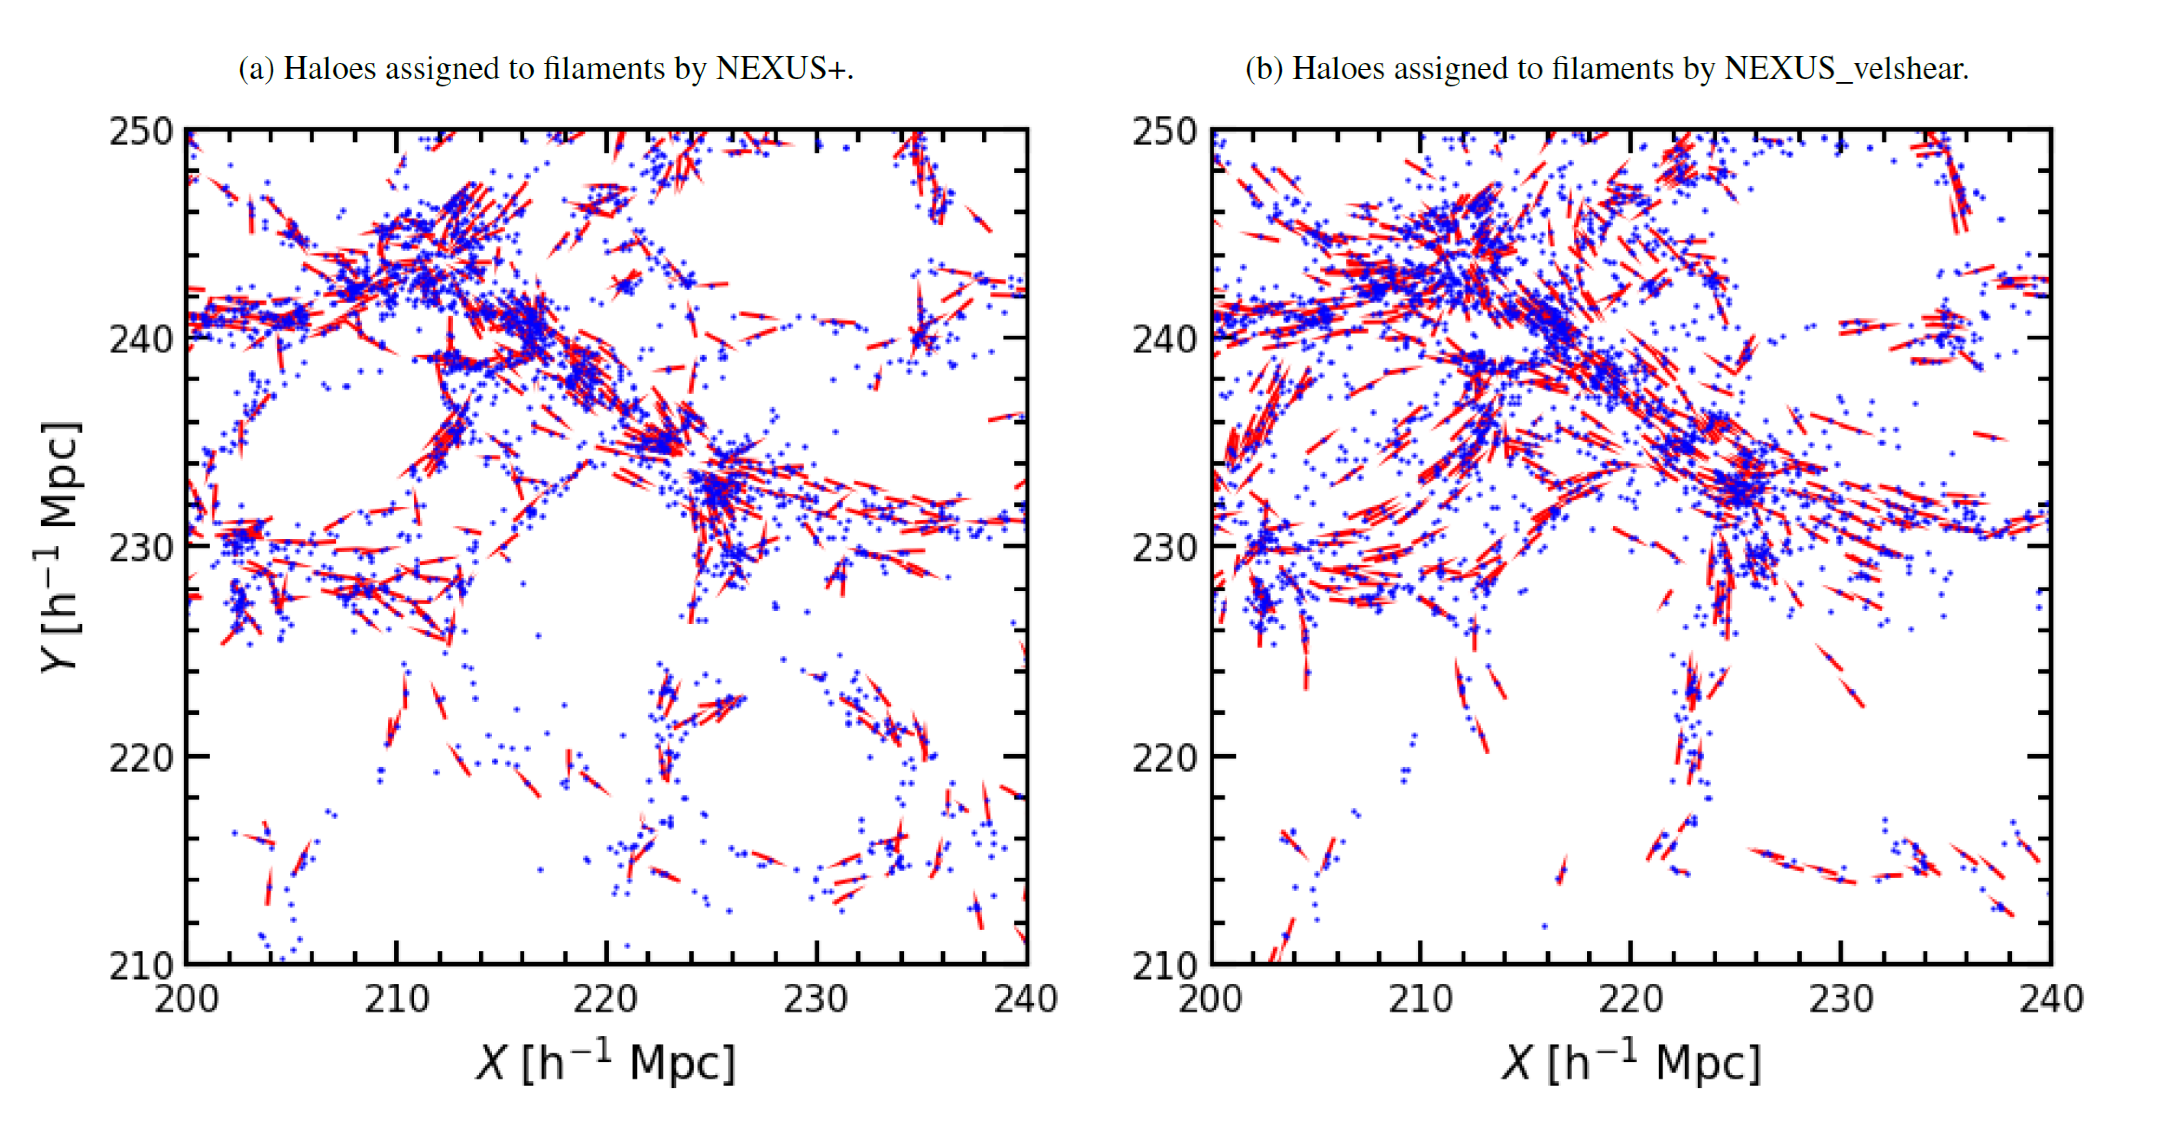 (a) Haloes assigned to filaments by NEXUS+.
(b) Haloes assigned to filaments by NEXUS_velshear.
250
240
230
220
210
Y [h⁻¹ Mpc]
200 210 220 230 240
X [h⁻¹ Mpc]
250
240
230
220
210
200 210 220 230 240
X [h⁻¹ Mpc]